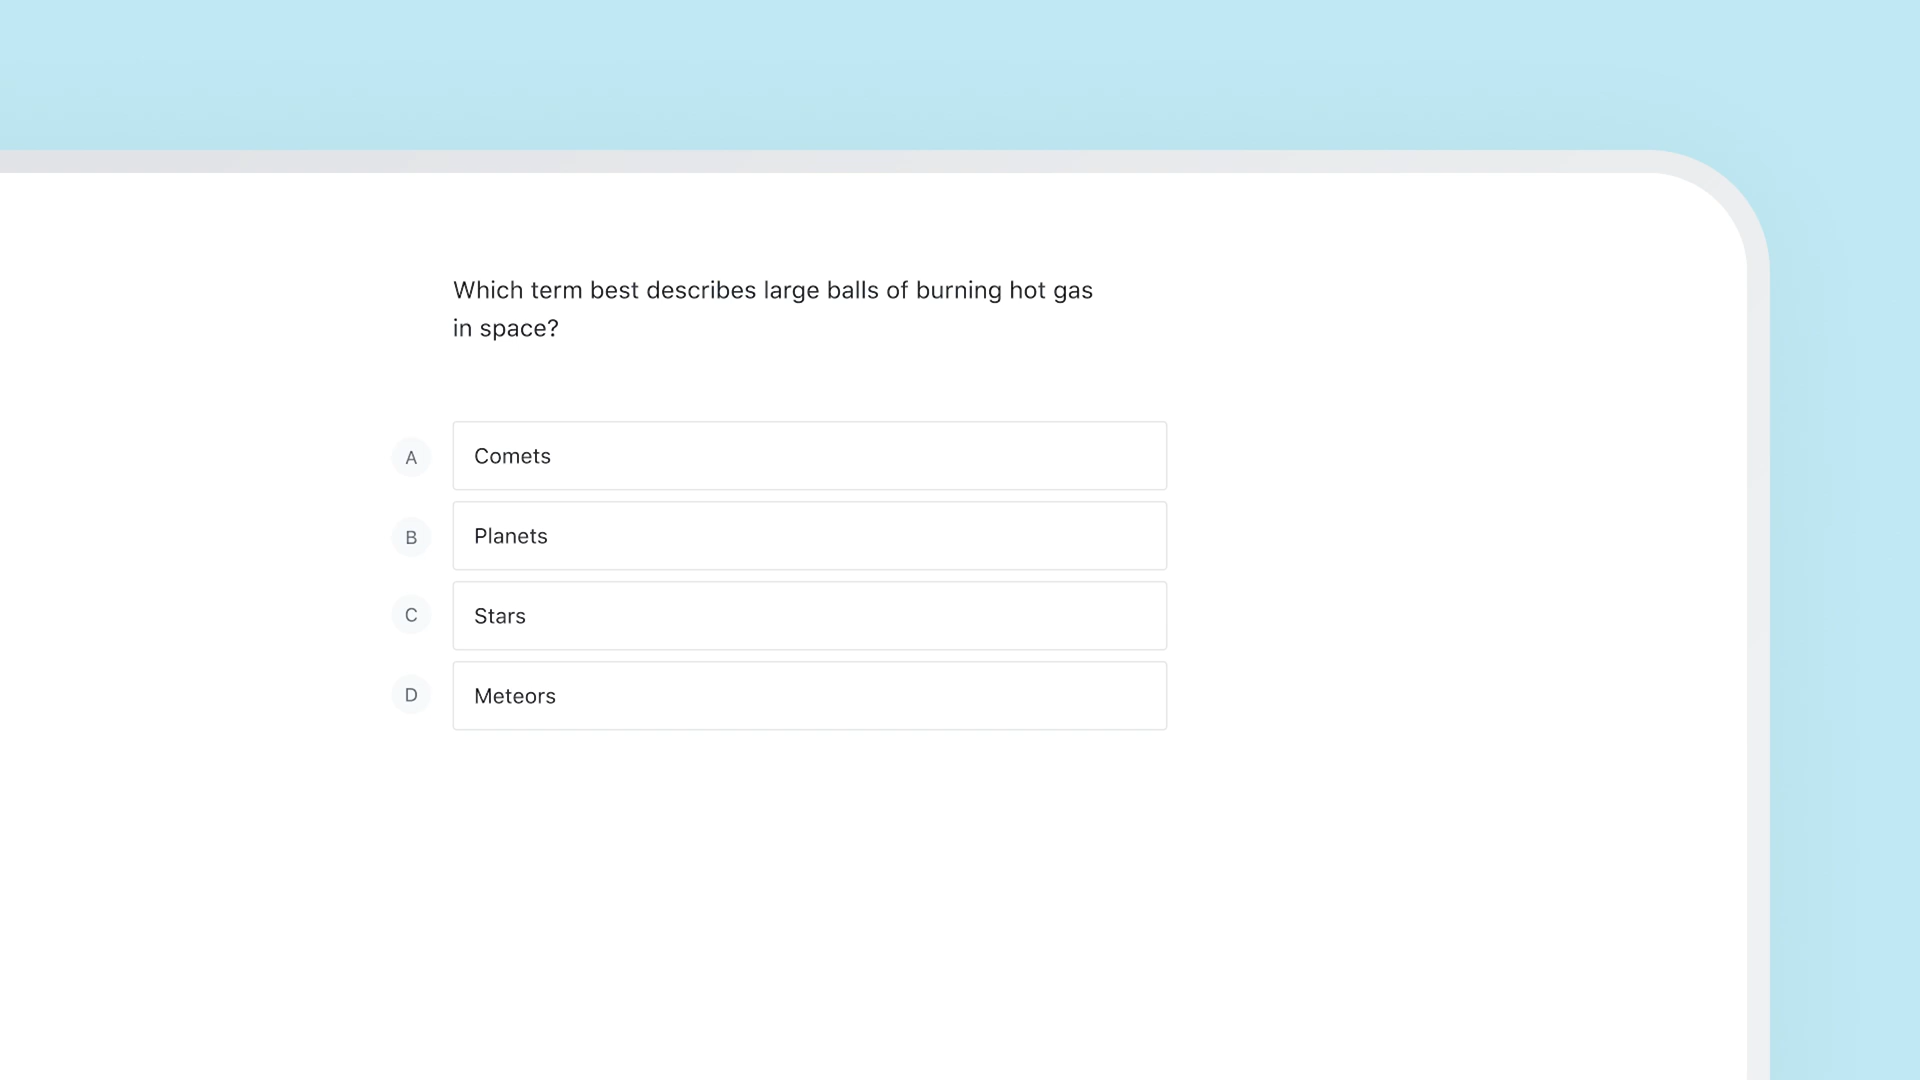 Which term best describes large balls of burning hot gas
in space?
A Comets
B Planets
C Stars
D Meteors